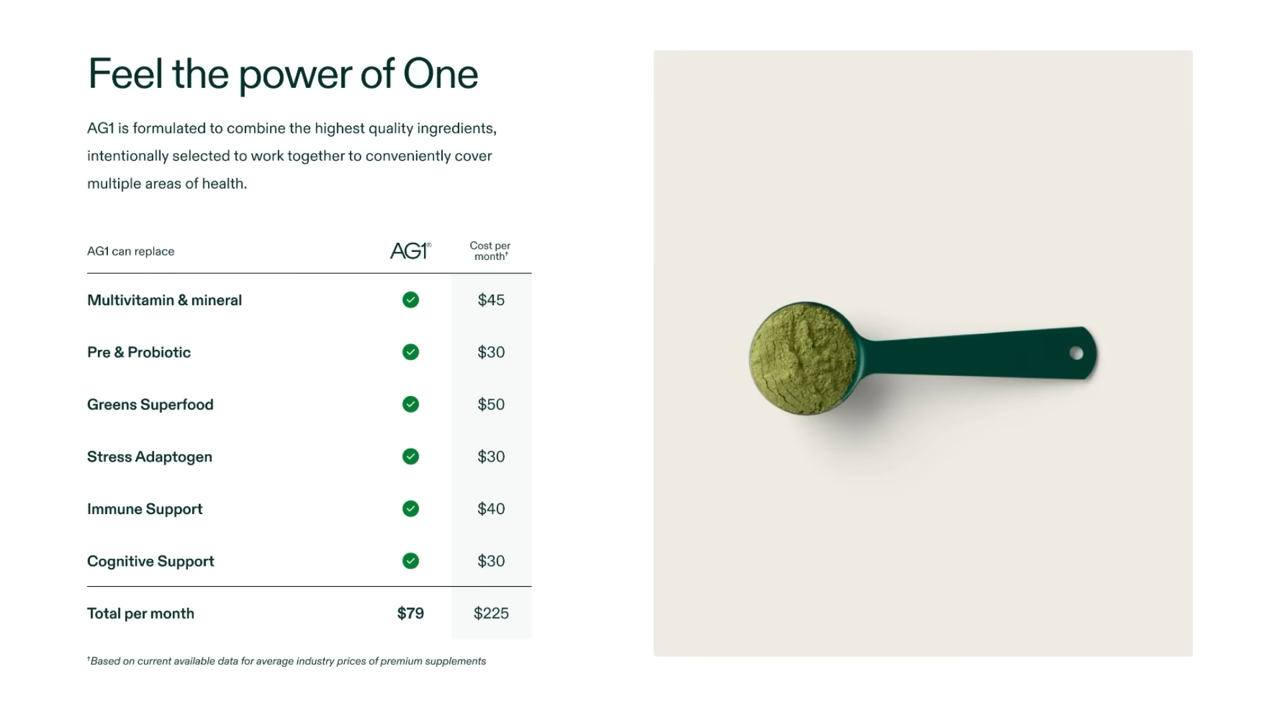 Feel the power of One
AG1 is formulated to combine the highest quality ingredients,
intentionally selected to work together to conveniently cover
multiple areas of health.
AG1 can replace AG1® Cost per
month†
Multivitamin & mineral $45
Pre & Probiotic $30
Greens Superfood $50
Stress Adaptogen $30
Immune Support $40
Cognitive Support $30
Total per month $79 $225
†Based on current available data for average industry prices of premium supplements